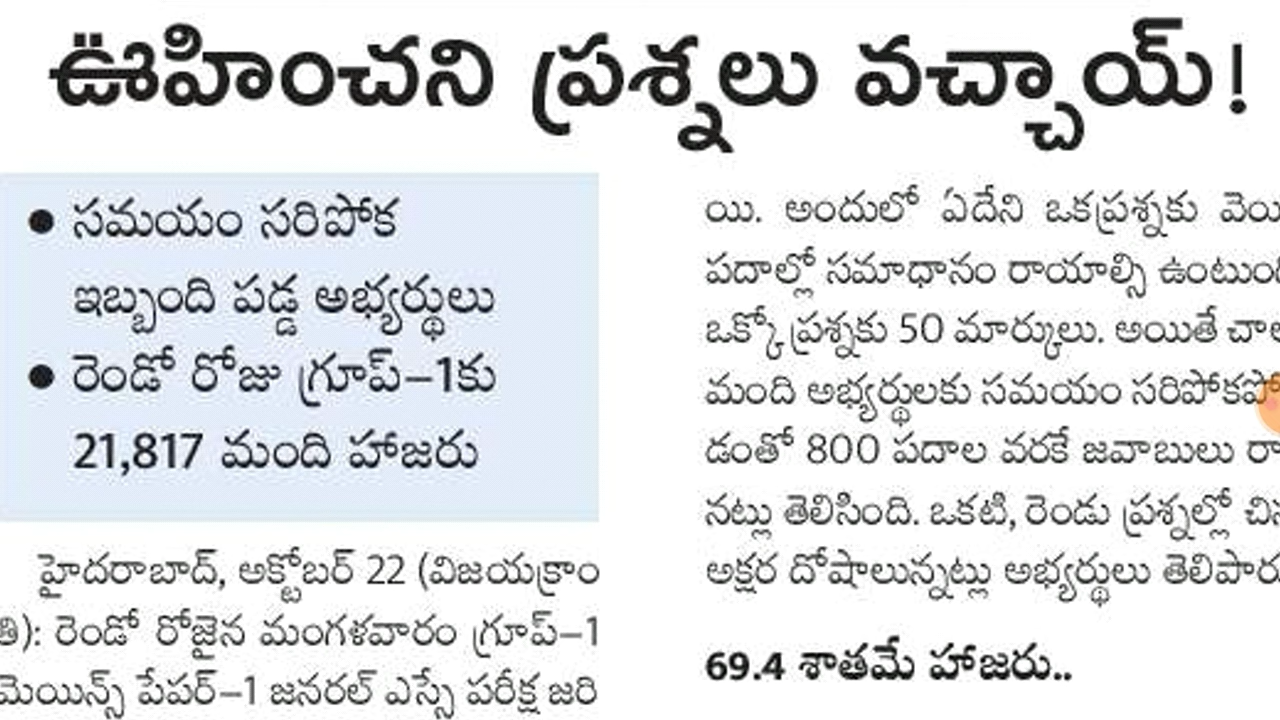 ఊహించని ప్రశ్నలు వచ్చాయ్!
● సమయం సరిపోక
ఇబ్బంది పడ్డ అభ్యర్థులు
● రెండో రోజు గ్రూప్–1కు
21,817 మంది హాజరు
హైదరాబాద్, అక్టోబర్ 22 (విజయక్రాం
తి): రెండో రోజైన మంగళవారం గ్రూప్–1
మెయిన్స్ పేపర్–1 జనరల్ ఎస్సే పరీక్ష జరి
యి. అందులో ఏదేని ఒకప్రశ్నకు
పదాల్లో సమాధానం రాయాల్సి
ఒక్కో ప్రశ్నకు 50 మార్కులు. అయితే
మంది అభ్యర్థులకు సమయం
డంతో 800 పదాల వరకే జవాబులు
నట్లు తెలిసింది. ఒకటి, రెండు ప్రశ్నల్లో
అక్షర దోషాలున్నట్లు అభ్యర్థులు
69.4 శాతమే హాజరు..